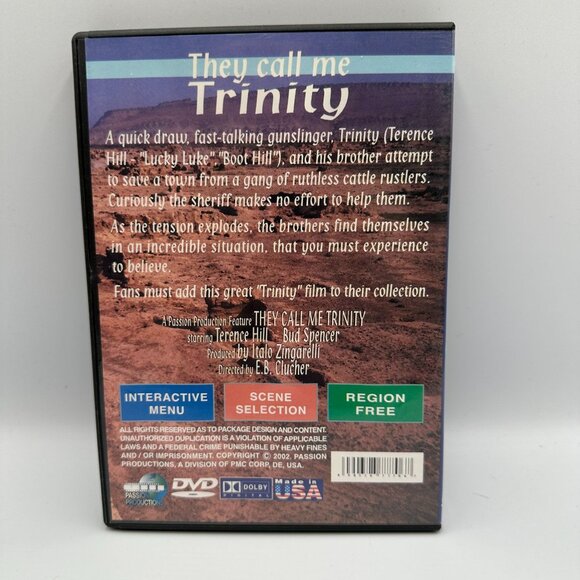 They call me
Trinity
A quick draw, fast-talking gunslinger, Trinity (Terence
Hill - "Lucky Luke","Boot Hill"), and his brother attempt
to save a town from a gang of ruthless cattle rustlers.
Curiously the sheriff makes no effort to help them.
As the tension explodes, the brothers find themselves
in an incredible situation, that you must experience
to believe.
Fans must add this great "Trinity" film to their collection.
A Passion Production Feature THEY CALL ME TRINITY
starring Terence Hill - Bud Spencer
Produced by Italo Zingarelli
Directed by E.B. Clucher
INTERACTIVE MENU
SCENE SELECTION
REGION FREE
ALL RIGHTS RESERVED AS TO PACKAGE DESIGN AND CONTENT.
UNAUTHORIZED DUPLICATION IS A VIOLATION OF APPLICABLE
LAWS AND A FEDERAL CRIME PUNISHABLE BY HEAVY FINES
AND / OR IMPRISONMENT. COPYRIGHT © 2002. PASSION
PRODUCTIONS, A DIVISION OF PMC CORP, DE, USA.
PASSION
PRODUCTIONS
DVD
DOLBY
DIGITAL
Made in
USA